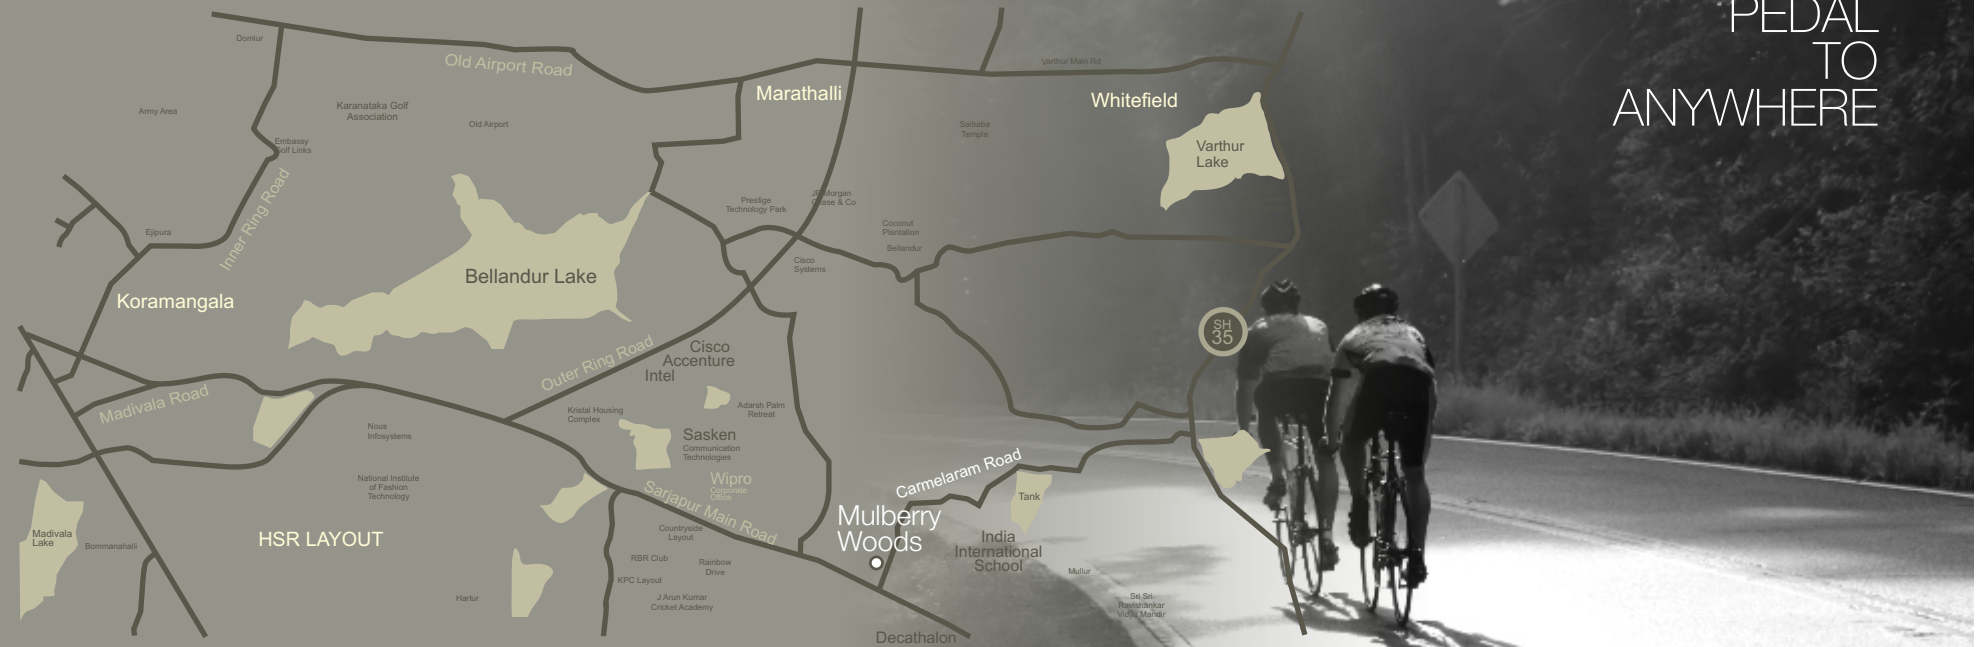 PEDAL
TO
ANYWHERE
Domlur
Old Airport Road
Varthur Main Rd
Marathalli
Whitefield
Army Area
Karanataka Golf
Association
Old Airport
Saibaba
Temple
Embassy
Golf Links
Varthur
Lake
Inner Ring Road
Prestige
Technology Park
JP Morgan
Chase & Co
Coconut
Plantation
Bellandur
Ejipura
Cisco
Systems
Bellandur Lake
Koramangala
SH
35
Outer Ring Road
Cisco
Accenture
Intel
Madivala Road
Kristal Housing
Complex
Adarsh Palm
Retreat
Nous
Infosystems
Sasken
Communication
Technologies
Wipro
Corporate
Office
Carmelaram Road
National Institute
of Fashion
Technology
Sarjapur Main Road
Tank
Mulberry
Woods
Madivala
Lake
Bommanahalli
HSR LAYOUT
Countryside
Layout
India
International
School
RBR Club
Rainbow
Drive
KPC Layout
Mullur
Hartur
J Arun Kumar
Cricket Academy
Sri Sri
Ravishankar
Vidya Mandir
Decathalon